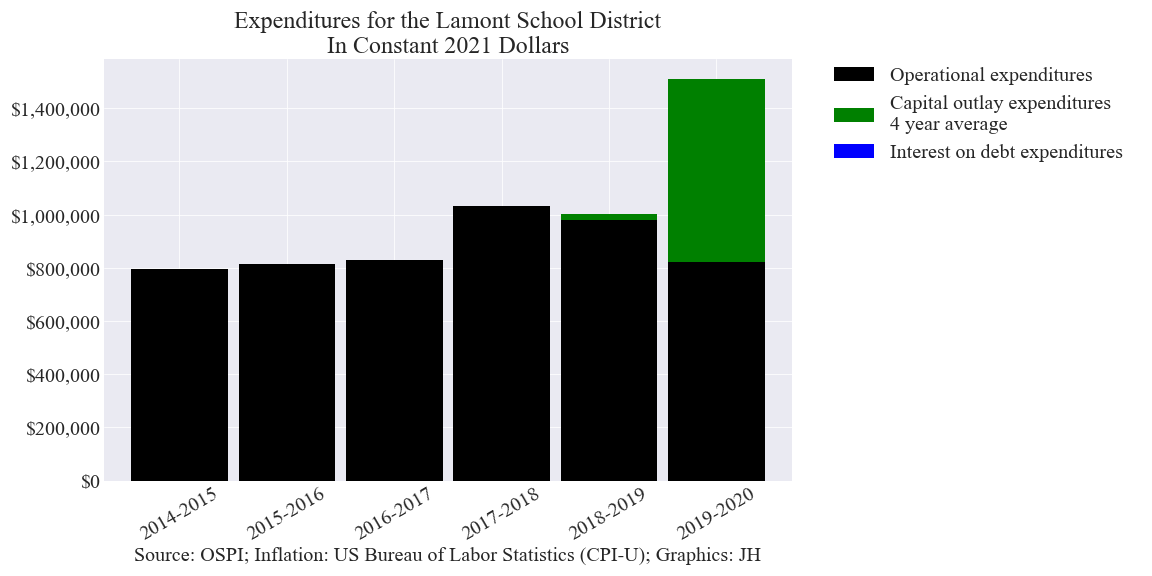 Expenditures for the Lamont School District
In Constant 2021 Dollars
Operational expenditures
Capital outlay expenditures
4 year average
Interest on debt expenditures
$1,400,000
$1,200,000
$1,000,000
$800,000
$600,000
$400,000
$200,000
$0
2014-2015
2015-2016
2016-2017
2017-2018
2018-2019
2019-2020
Source: OSPI; Inflation: US Bureau of Labor Statistics (CPI-U); Graphics: JH